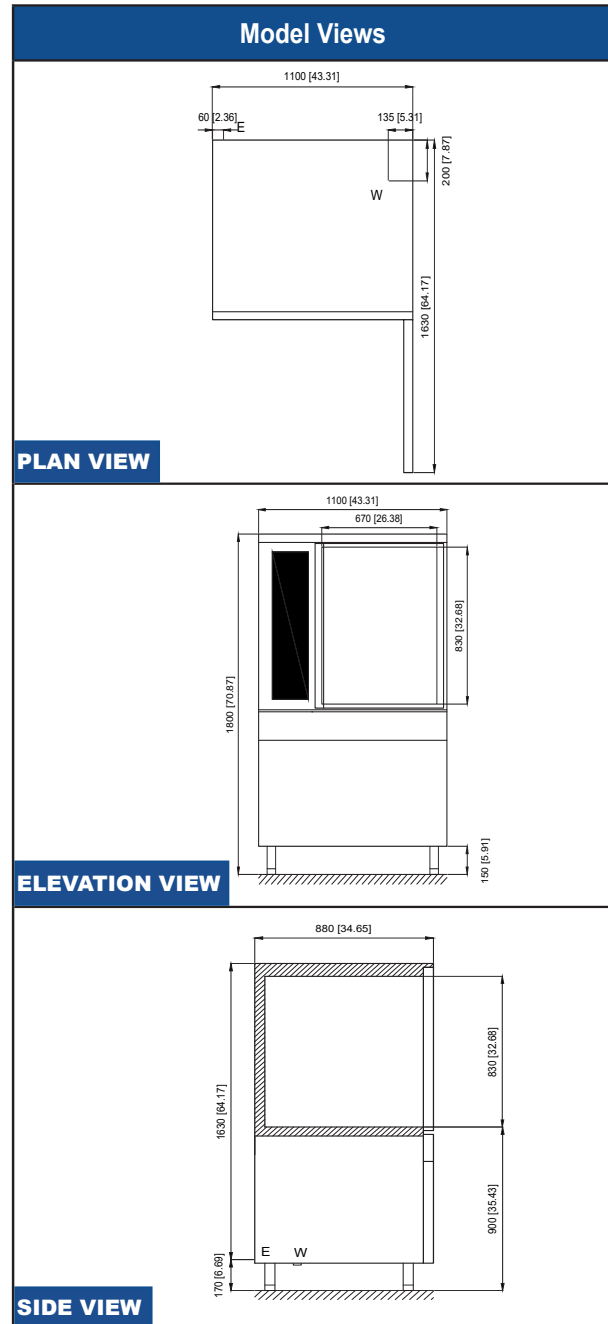 Model Views
1100 [43.31]
60 [2.36]
E
135 [5.31]
200 [7.87]
W
1630 [64.17]
PLAN VIEW
1100 [43.31]
670 [26.38]
830 [32.68]
1800 [70.87]
150 [5.91]
ELEVATION VIEW
880 [34.65]
830 [32.68]
1630 [64.17]
900 [35.43]
E W
170 [6.69]
SIDE VIEW